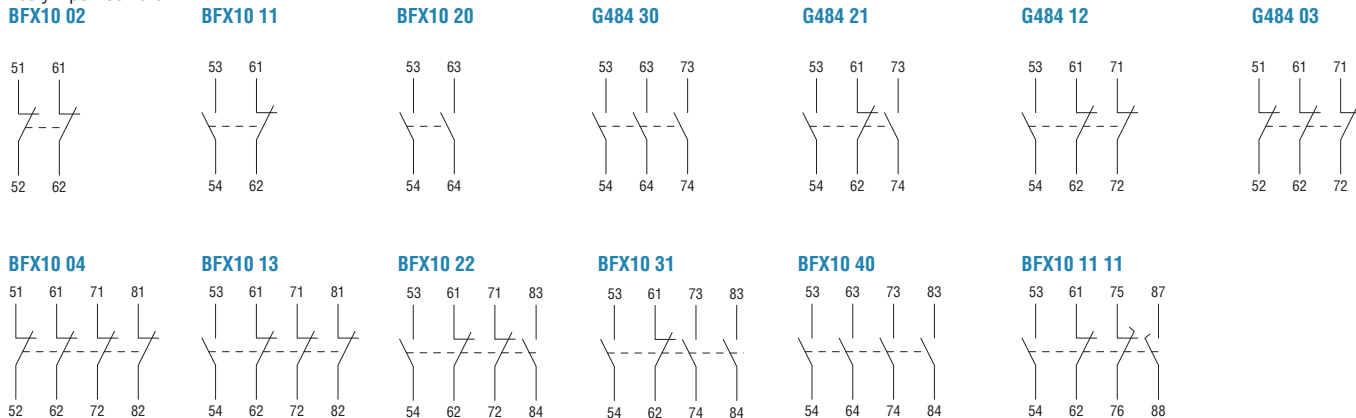 BFX10 02 BFX10 11 BFX10 20 G484 30 G484 21 G484 12 G484 03
51 61 53 61 53 63 53 63 73 53 61 73 53 61 71 51 61 71
52 62 54 62 54 64 54 64 74 54 62 74 54 62 72 52 62 72
BFX10 04 BFX10 13 BFX10 22 BFX10 31 BFX10 40 BFX10 11 11
51 61 71 81 53 61 71 81 53 61 71 83 53 61 73 83 53 63 73 83 53 61 75 87
52 62 72 82 54 62 72 82 54 62 72 84 54 62 74 84 54 64 74 84 54 62 76 88